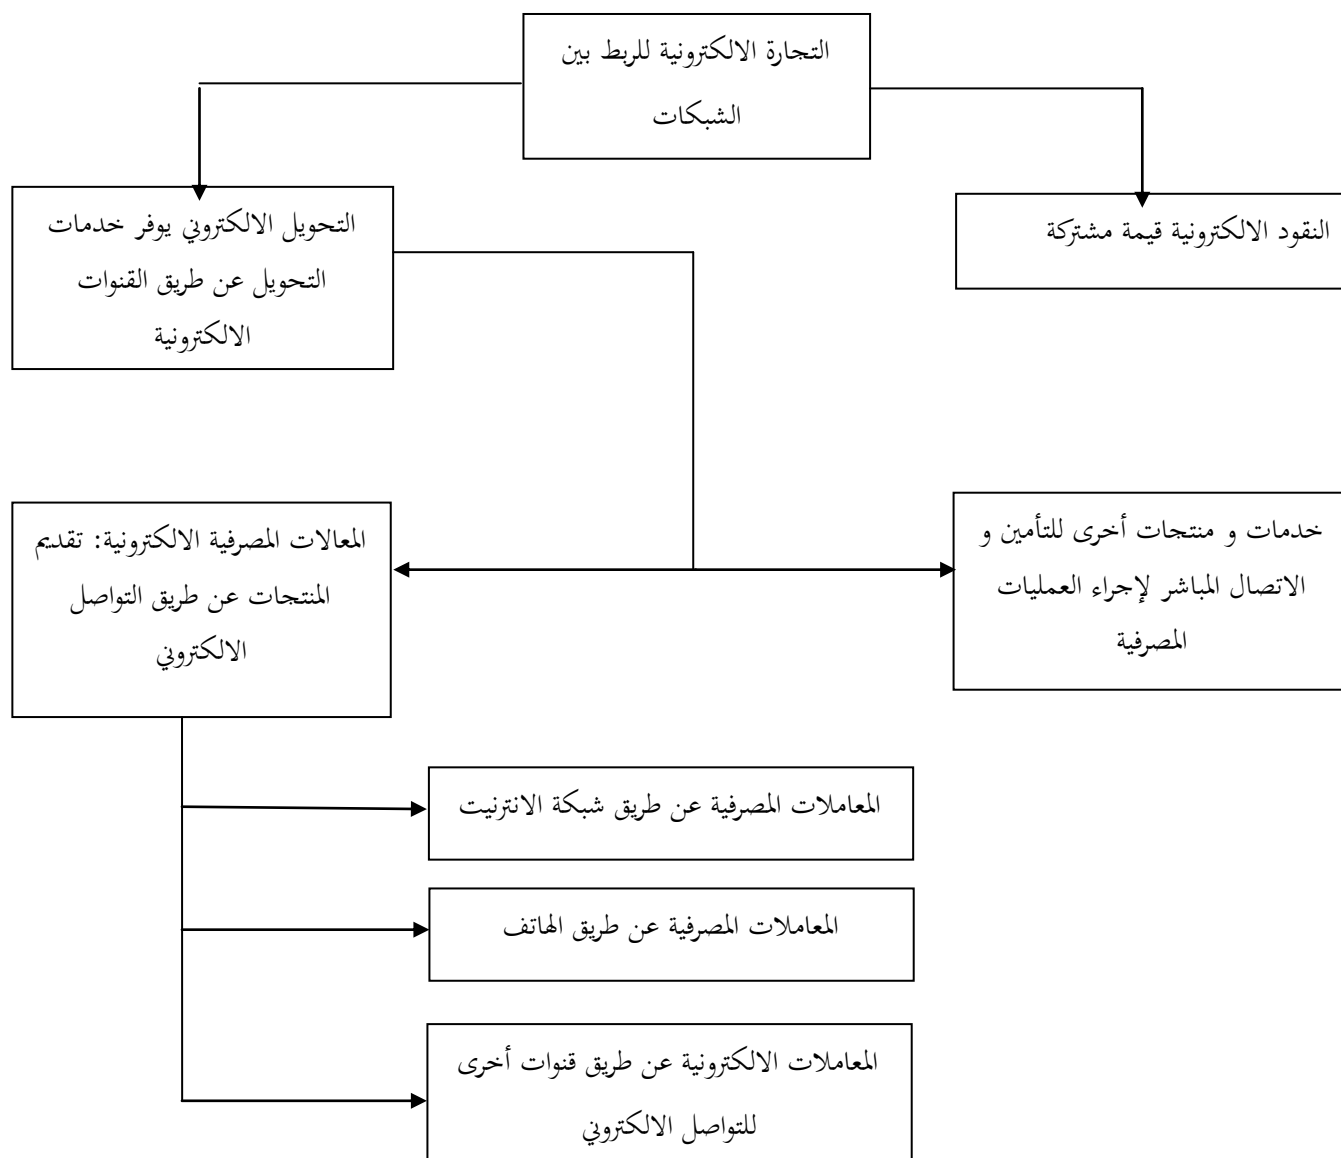 التجارة الالكترونية للربط بين
الشبكات
النقود الالكترونية قيمة مشتركة
التحويل الالكتروني يوفر خدمات
التحويل عن طريق القنوات
الالكترونية
خدمات و منتجات أخرى للتأمين و
الاتصال المباشر لإجراء العمليات
المصرفية
المعالات المصرفية الالكترونية: تقديم
المنتجات عن طريق التواصل
الالكتروني
المعاملات المصرفية عن طريق شبكة الانترنيت
المعاملات المصرفية عن طريق الهاتف
المعاملات الالكترونية عن طريق قنوات أخرى
للتواصل الالكتروني